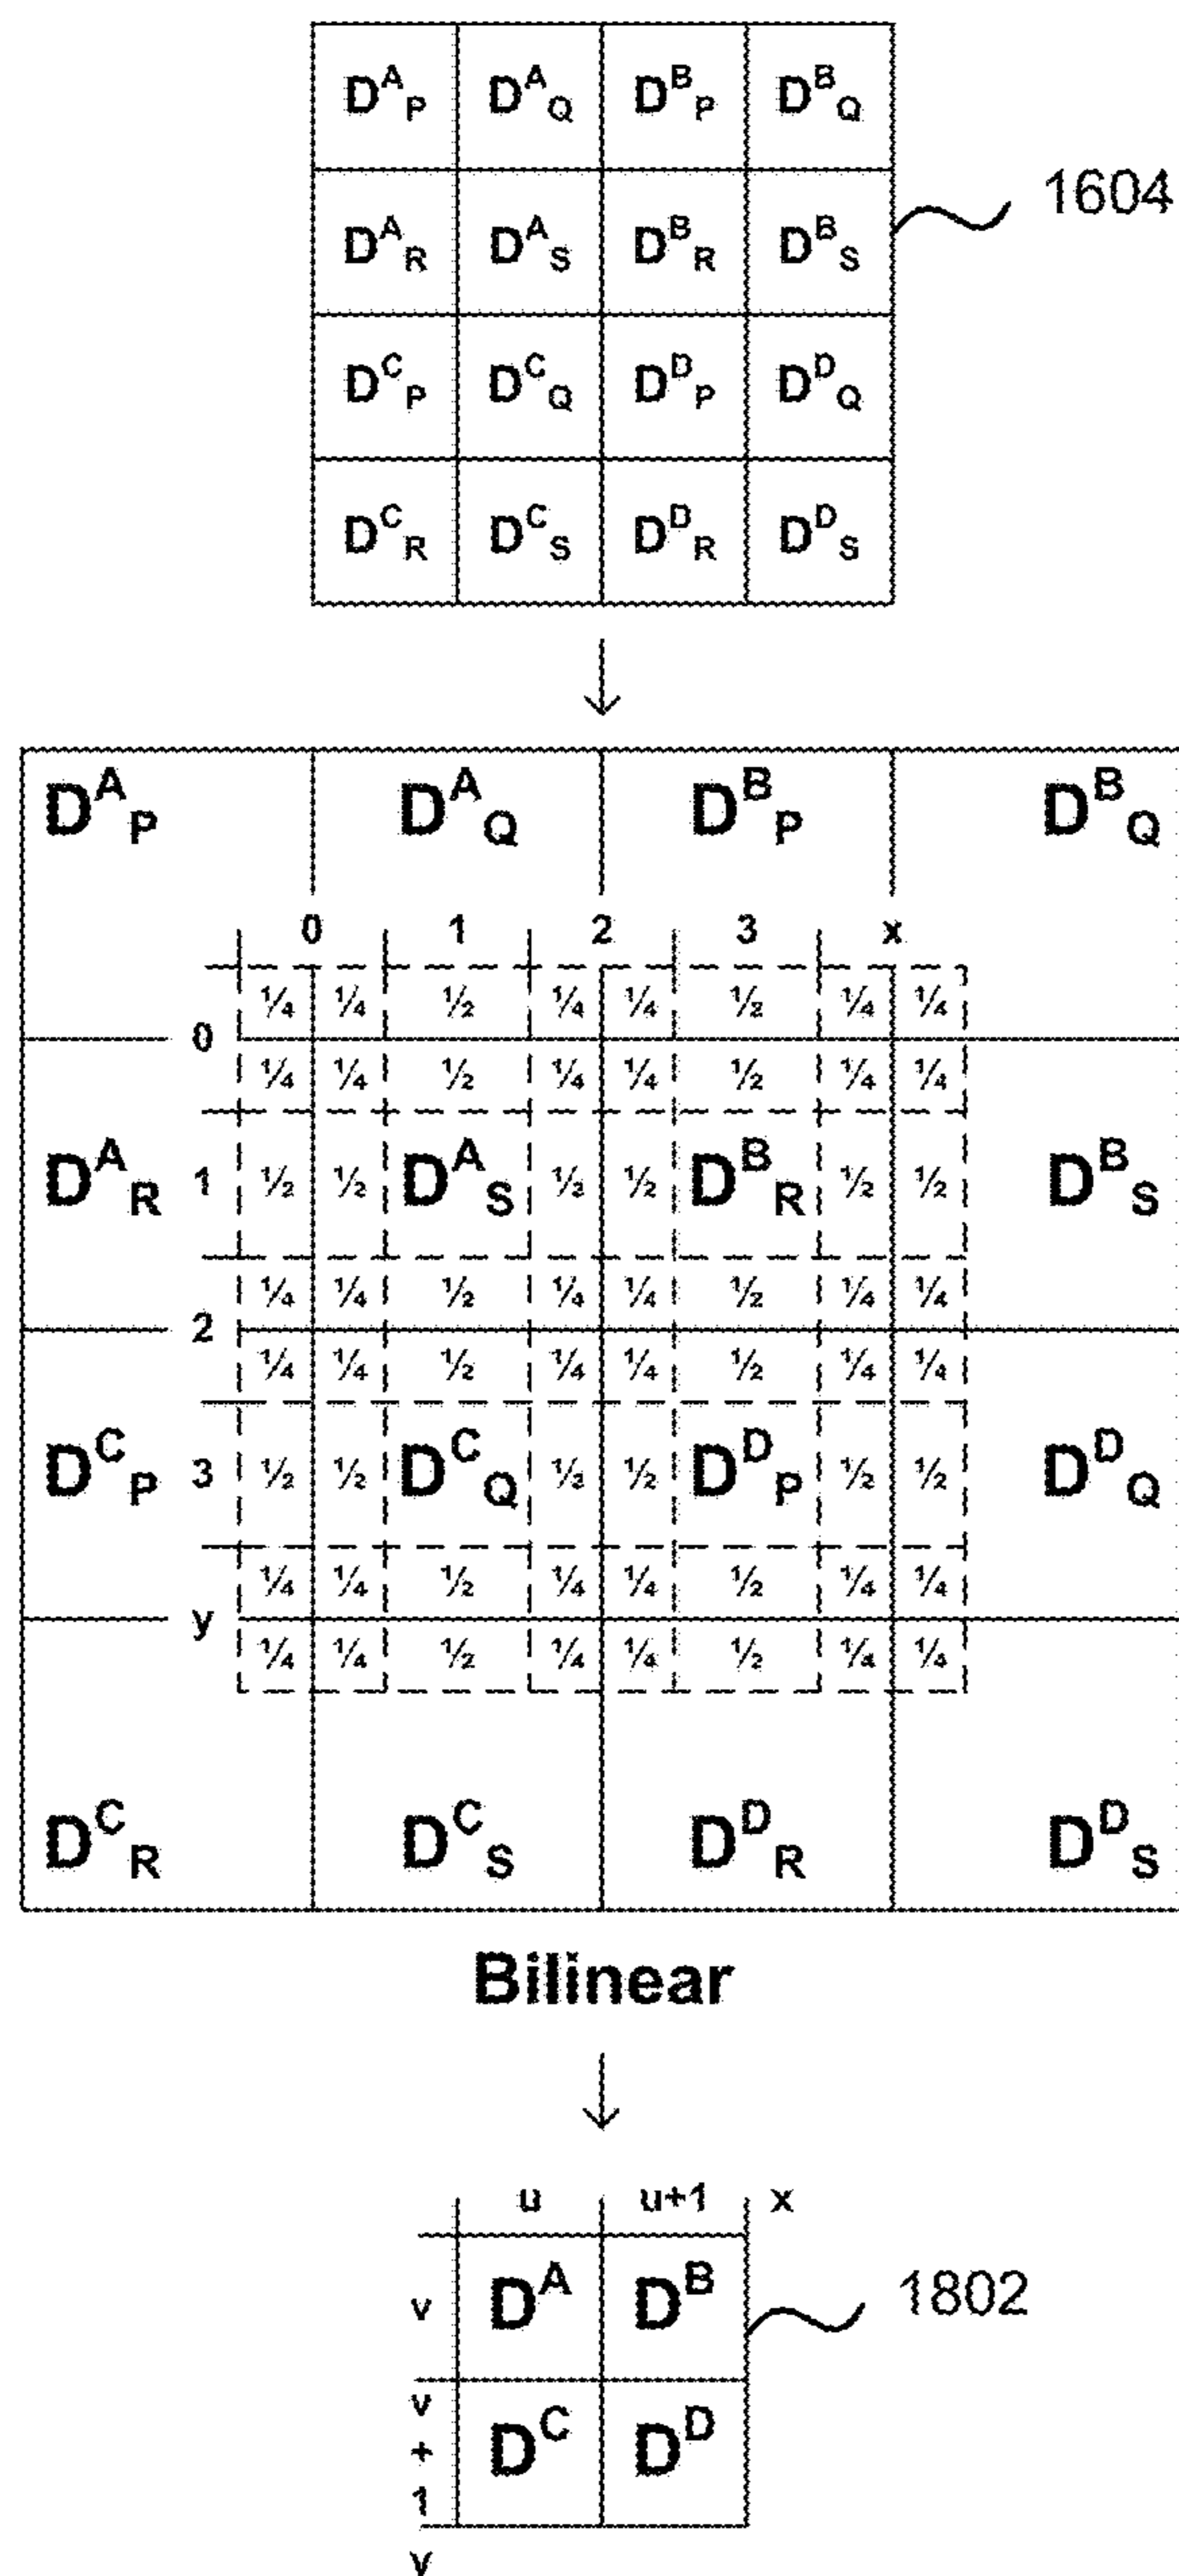 D^A_P D^A_Q D^B_P D^B_Q
1604
D^A_R D^A_S D^B_R D^B_S
D^C_P D^C_Q D^D_P D^D_Q
D^C_R D^C_S D^D_R D^D_S
D^A_P D^A_Q D^B_P D^B_Q
0 1 2 3 x
¼ ¼ ½ ¼ ¼ ½ ¼ ¼
0
¼ ¼ ½ ¼ ¼ ½ ¼ ¼
D^A_R 1 ½ ½ D^A_S ½ ½ D^B_R ½ ½ D^B_S
¼ ¼ ½ ¼ ¼ ½ ¼ ¼
2
¼ ¼ ½ ¼ ¼ ½ ¼ ¼
D^C_P 3 ½ ½ D^C_Q ½ ½ D^D_P ½ ½ D^D_Q
¼ ¼ ½ ¼ ¼ ½ ¼ ¼
y
¼ ¼ ½ ¼ ¼ ½ ¼ ¼
D^C_R D^C_S D^D_R D^D_S
Bilinear
u u+1 x
v D^A D^B
1802
v + 1 D^C D^D
y